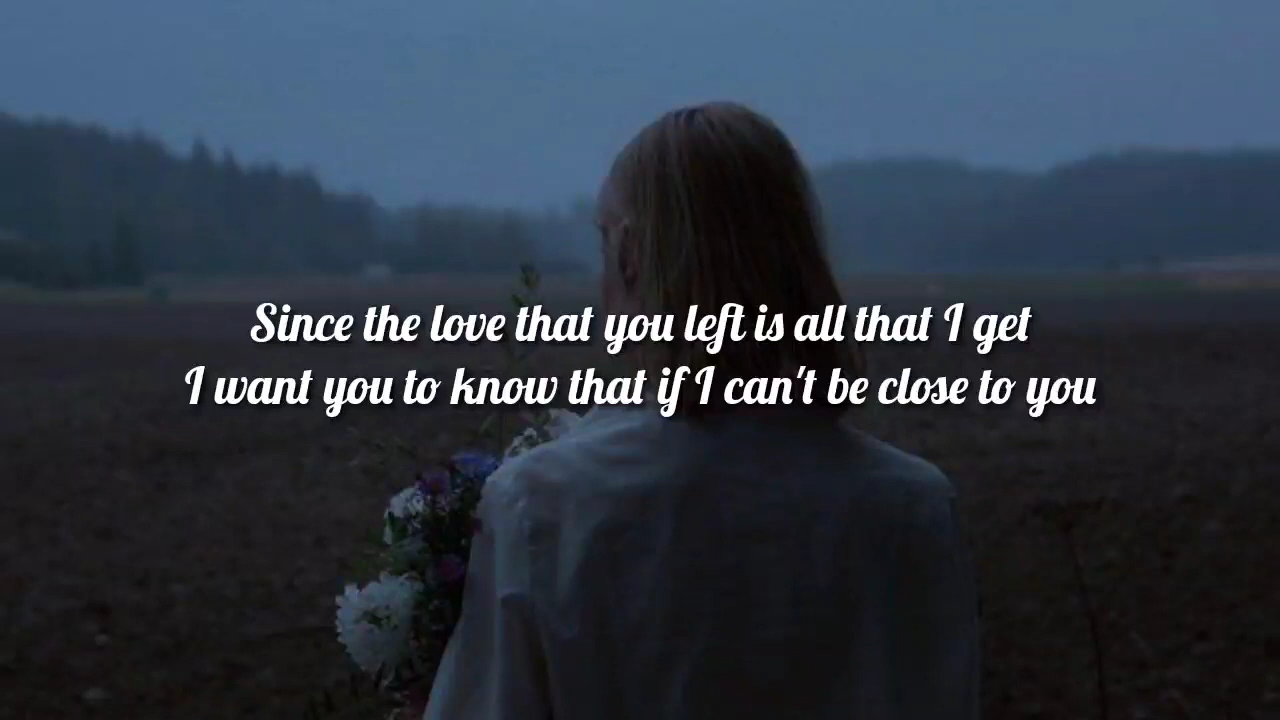 Since the love that you left is all that I get
I want you to know that if I can't be close to you